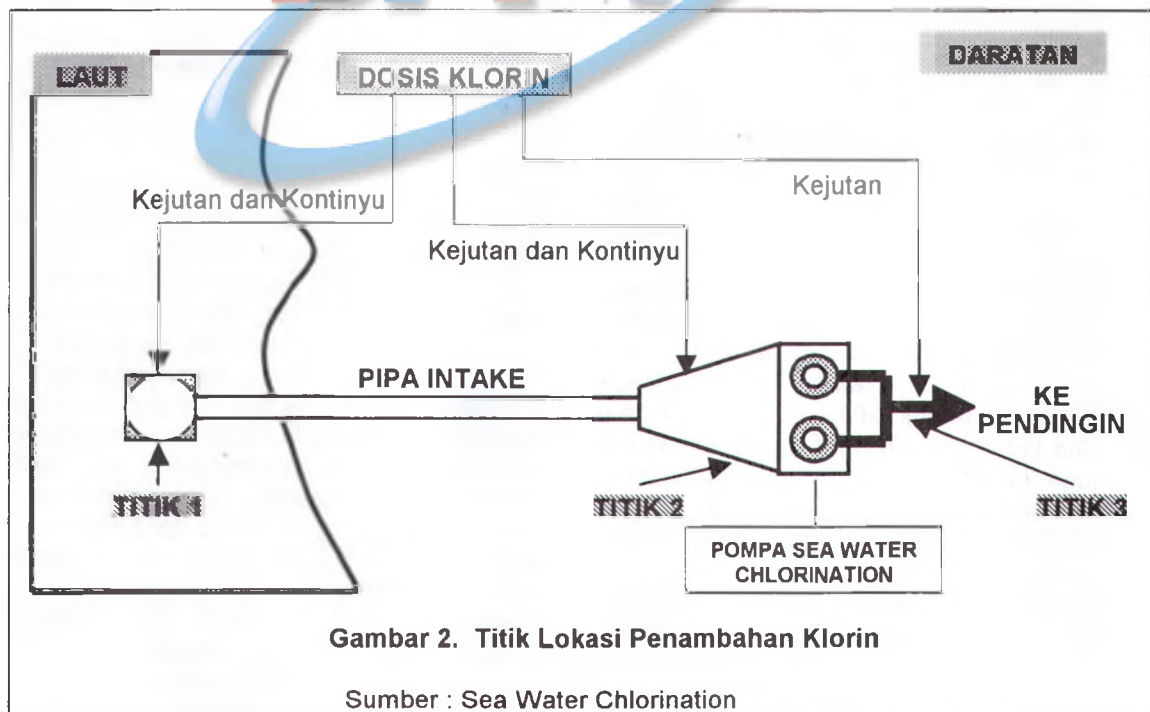 LAUT
DOSIS KLORIN
DARATAN
Kejutan dan Kontinyu
Kejutan
Kejutan dan Kontinyu
PIPA INTAKE
KE
PENDINGIN
TITIK 1
TITIK 2
TITIK 3
POMPA SEA WATER
CHLORINATION
Gambar 2. Titik Lokasi Penambahan Klorin
Sumber : Sea Water Chlorination